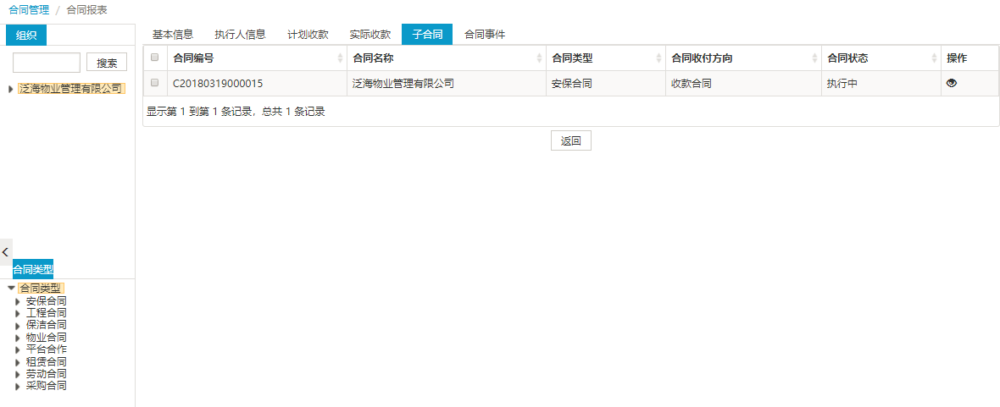 合同管理 / 合同报表
组织
搜索
泛海物业管理有限公司
合同类型
合同类型
安保合同
工程合同
保洁合同
物业合同
平台合作
租赁合同
劳动合同
采购合同
基本信息 执行人信息 计划收款 实际收款 子合同 合同事件
合同编号 合同名称 合同类型 合同收付方向 合同状态 操作
C20180319000015 泛海物业管理有限公司 安保合同 收款合同 执行中
显示第 1 到第 1 条记录，总共 1 条记录
返回